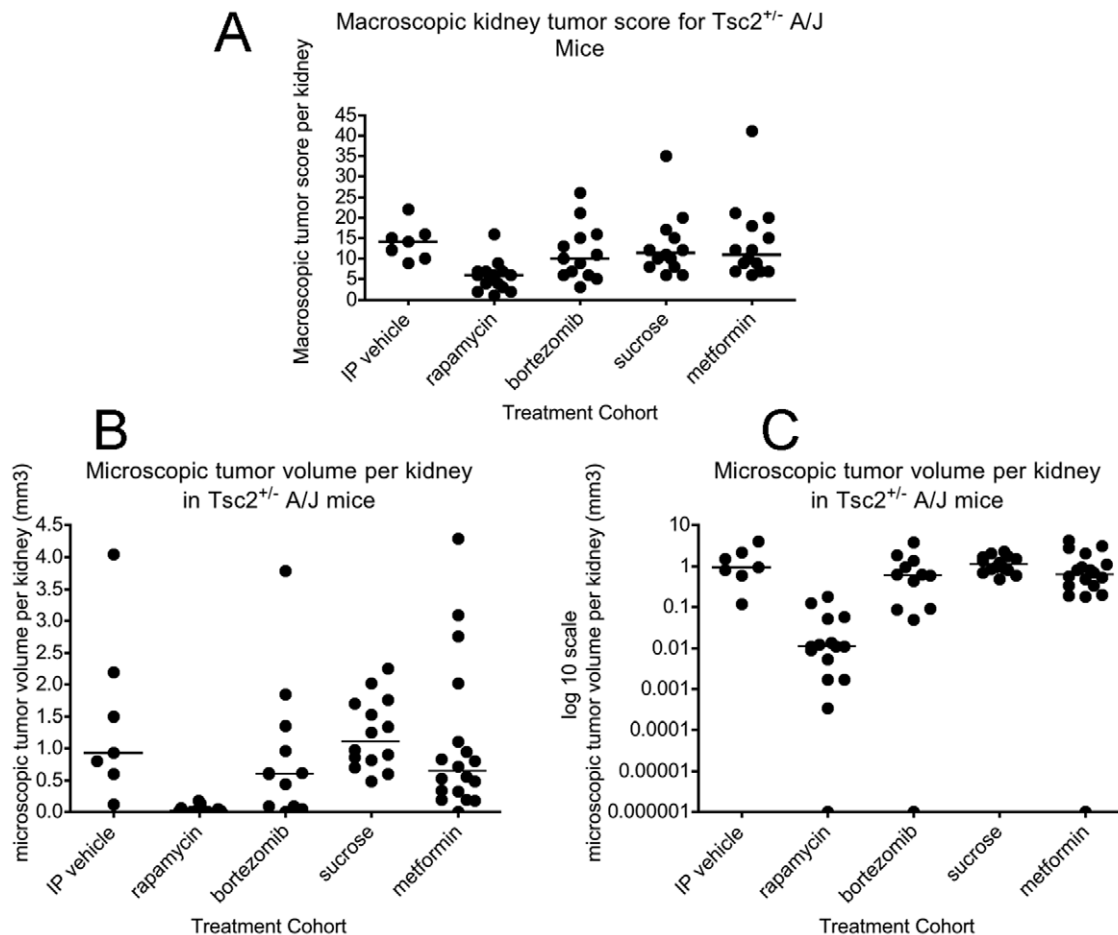 A
Macroscopic kidney tumor score for Tsc2+/- A/J
Mice
Macroscopic tumor score per kidney
45
40
35
30
25
20
15
10
5
0
IP vehicle
rapamycin
bortezomib
sucrose
metformin
Treatment Cohort
B
Microscopic tumor volume per kidney
in Tsc2+/- A/J mice
microscopic tumor volume per kidney (mm3)
4.5
4.0
3.5
3.0
2.5
2.0
1.5
1.0
0.5
0.0
IP vehicle
rapamycin
bortezomib
sucrose
metformin
Treatment Cohort
C
Microscopic tumor volume per kidney
in Tsc2+/- A/J mice
log 10 scale
microscopic tumor volume per kidney (mm3)
10
1
0.1
0.01
0.001
0.0001
0.00001
0.000001
IP vehicle
rapamycin
bortezomib
sucrose
metformin
Treatment Cohort